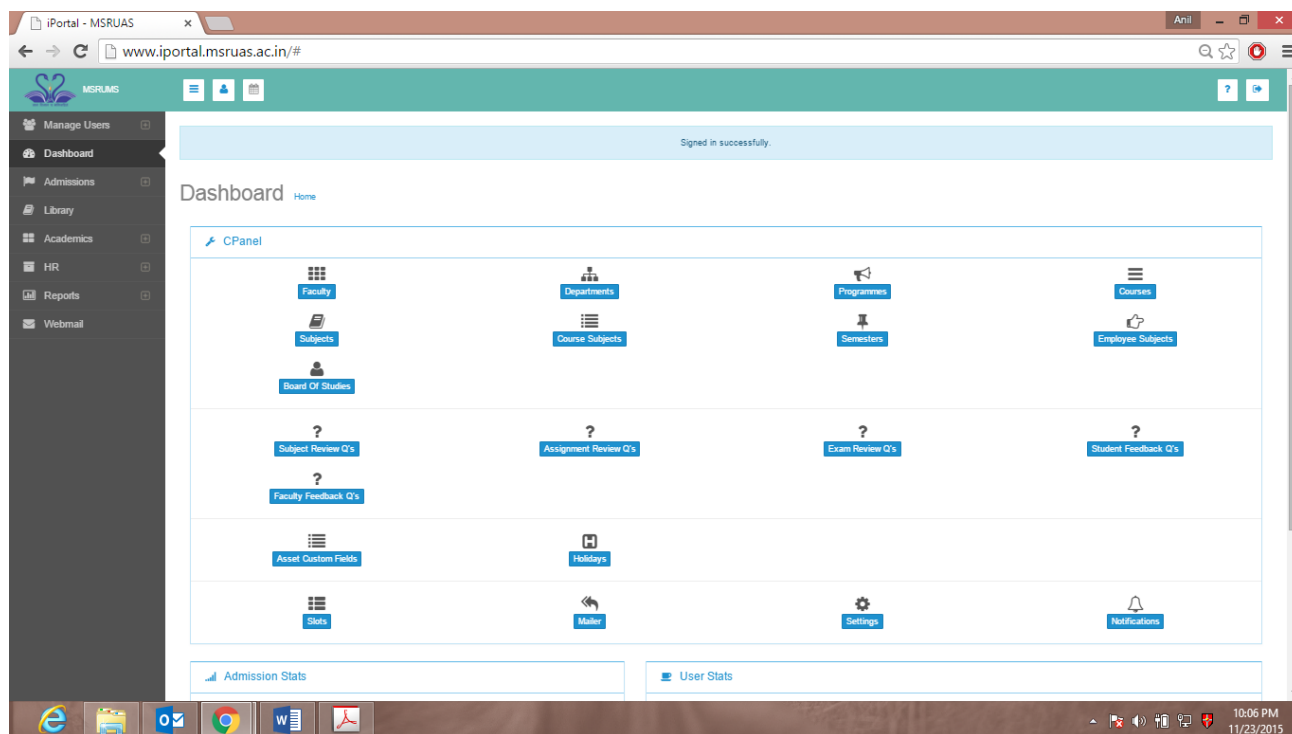 iPortal - MSRUAS
Anil
www.iportal.msruas.ac.in/#
MSRUMS
Manage Users
Dashboard
Admissions
Library
Academics
HR
Reports
Webmail
Signed in successfully.
Dashboard Home
CPanel
Faculty Departments Programmes Courses
Subjects Course Subjects Semesters Employee Subjects
Board Of Studies
Subject Review Q's Assignment Review Q's Exam Review Q's Student Feedback Q's
Faculty Feedback Q's
Asset Custom Fields Holidays
Slots Mailer Settings Notifications
Admission Stats User Stats
10:06 PM
11/23/2015